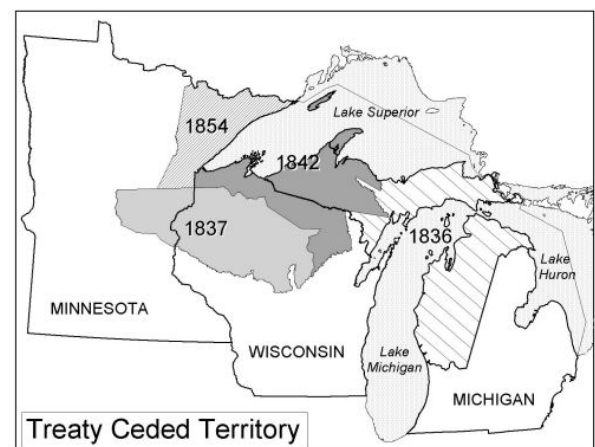 Lake Superior
1854
1842
1837
1836
Lake
Huron
MINNESOTA
WISCONSIN
Lake
Michigan
MICHIGAN
Treaty Ceded Territory